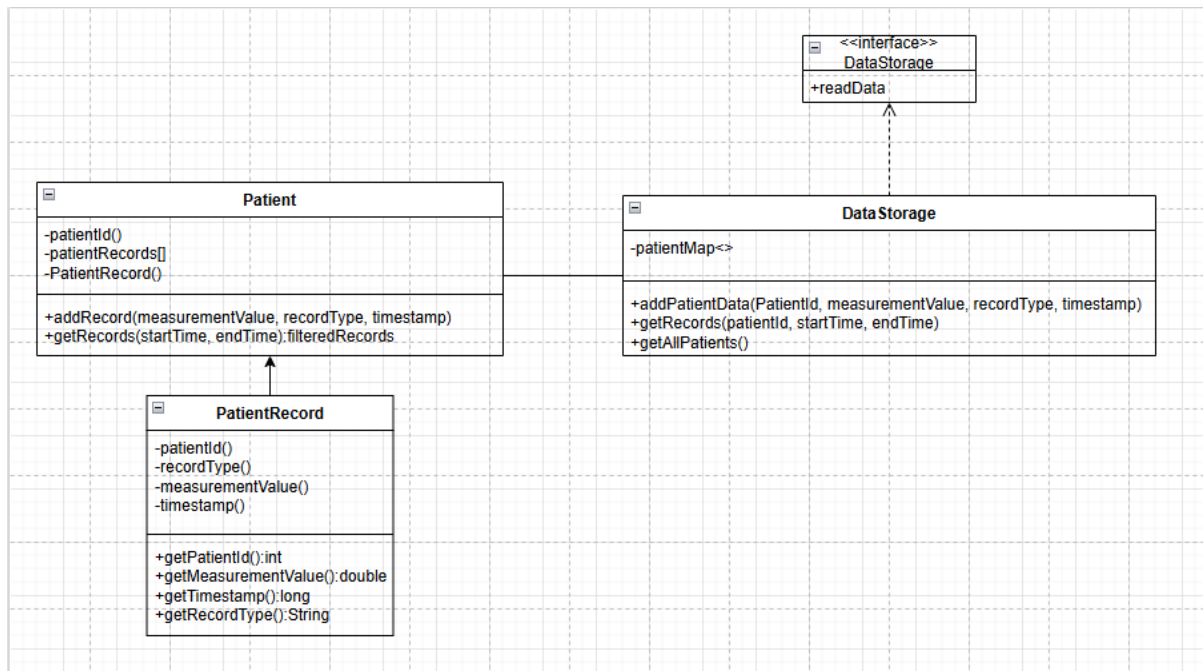 <<interface>>
DataStorage
+readData
Patient
-patientId()
-patientRecords[]
-PatientRecord()
+addRecord(measurementValue, recordType, timestamp)
+getRecords(startTime, endTime):filteredRecords
DataStorage
-patientMap<>
+addPatientData(PatientId, measurementValue, recordType, timestamp)
+getRecords(patientId, startTime, endTime)
+getAllPatients()
PatientRecord
-patientId()
-recordType()
-measurementValue()
-timestamp()
+getPatientId():int
+getMeasurementValue():double
+getTimestamp():long
+getRecordType():String